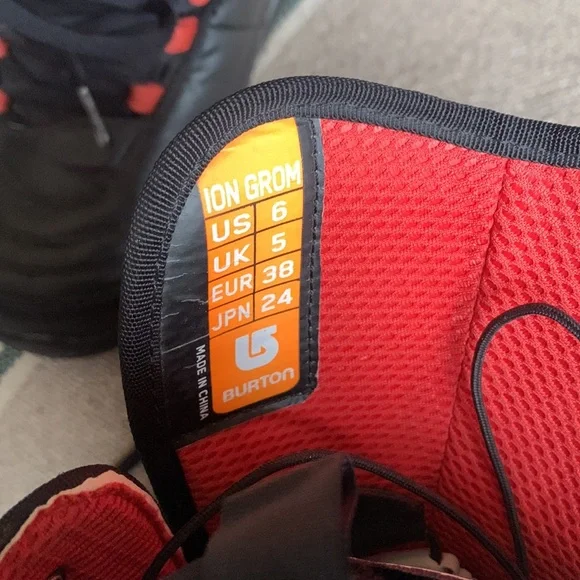 ION GROM
US 6
UK 5
EUR 38
JPN 24
BURTON
MADE IN CHINA